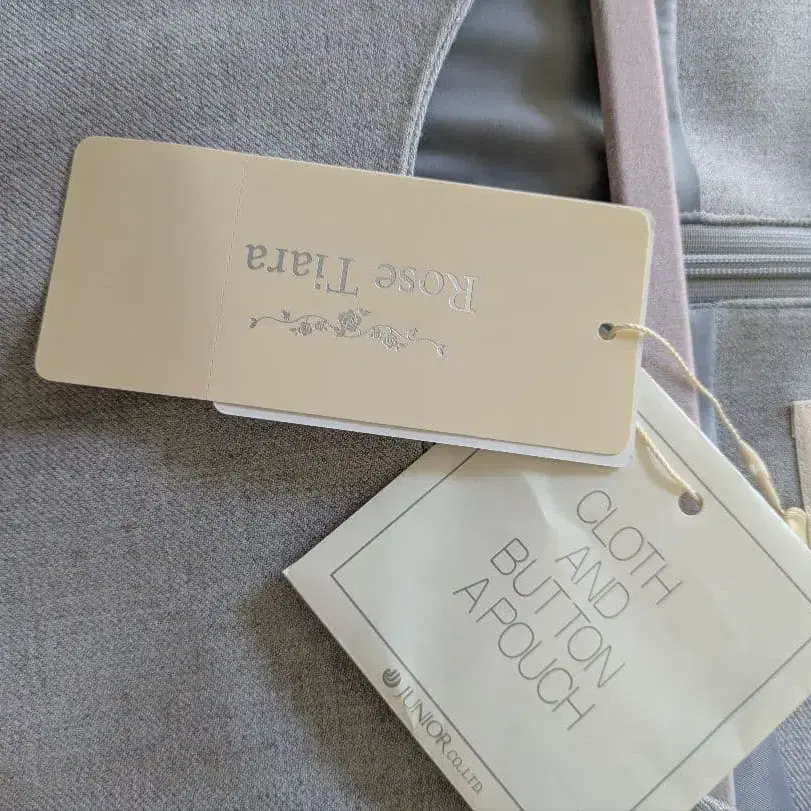 Rose Tiara
CLOTH
AND
BUTTON
A POUCH
JUNIOR CO.,LTD.